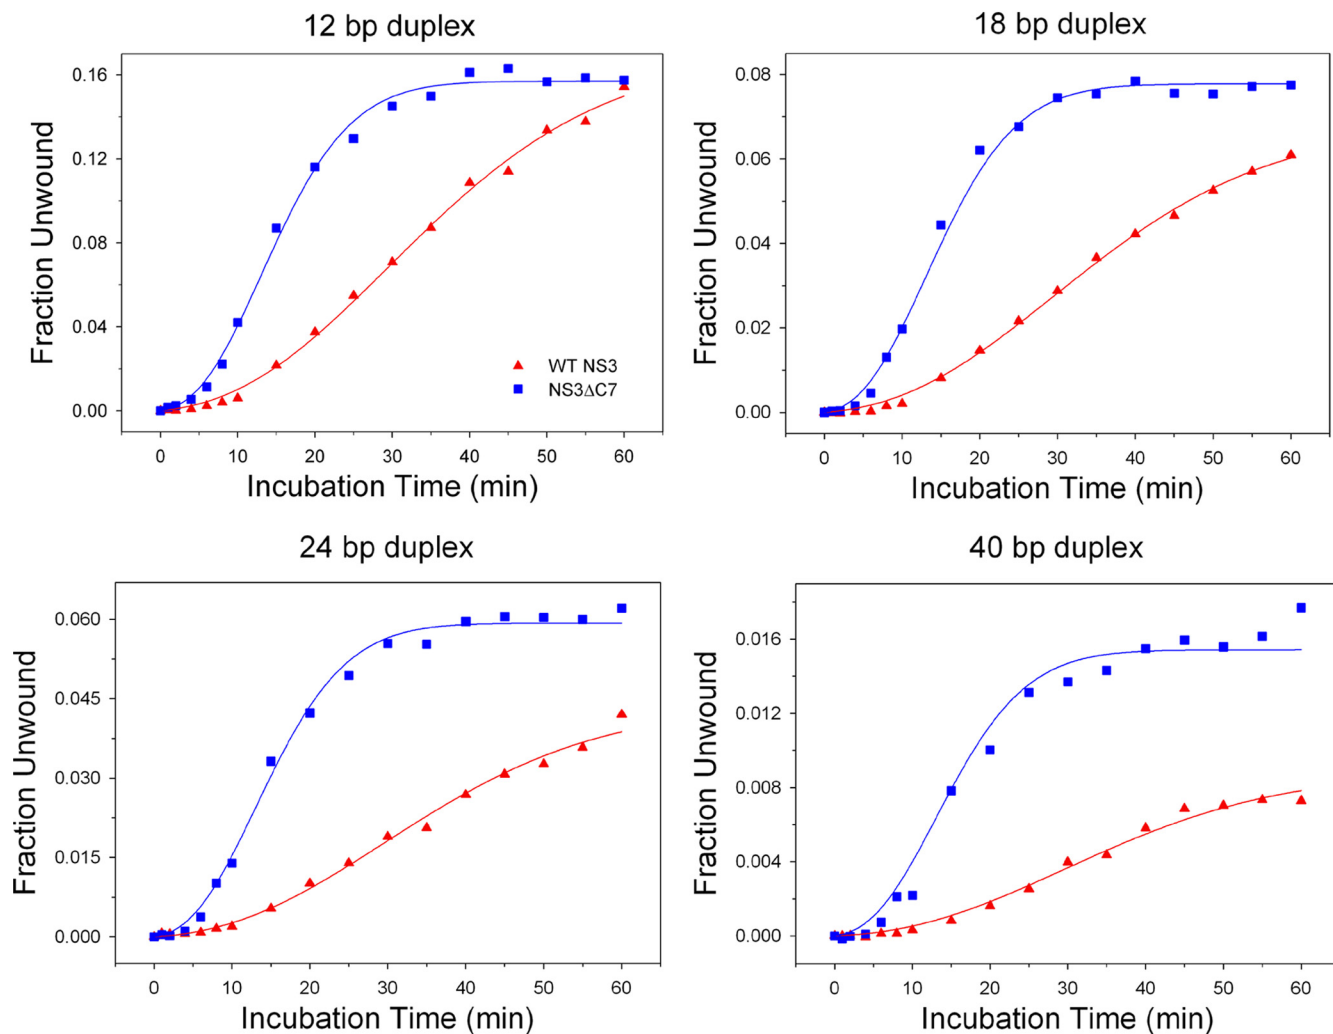 12 bp duplex
Fraction Unwound
0.16
0.12
0.08
0.04
0.00
WT NS3
NS3ΔC7
0 10 20 30 40 50 60
Incubation Time (min)
18 bp duplex
Fraction Unwound
0.08
0.06
0.04
0.02
0.00
0 10 20 30 40 50 60
Incubation Time (min)
24 bp duplex
Fraction Unwound
0.060
0.045
0.030
0.015
0.000
0 10 20 30 40 50 60
Incubation Time (min)
40 bp duplex
Fraction Unwound
0.016
0.012
0.008
0.004
0.000
0 10 20 30 40 50 60
Incubation Time (min)